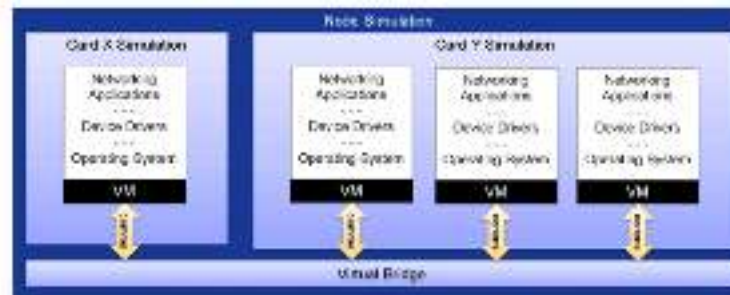 Node Simulation
Card X Simulation
Networking
Applications
- - -
Device Drivers
- - -
Operating System
VM
Card Y Simulation
Networking
Applications
- - -
Device Drivers
- - -
Operating System
VM
Networking
Applications
- - -
Device Drivers
- - -
Operating System
VM
Networking
Applications
- - -
Device Drivers
- - -
Operating System
VM
Virtual Bridge